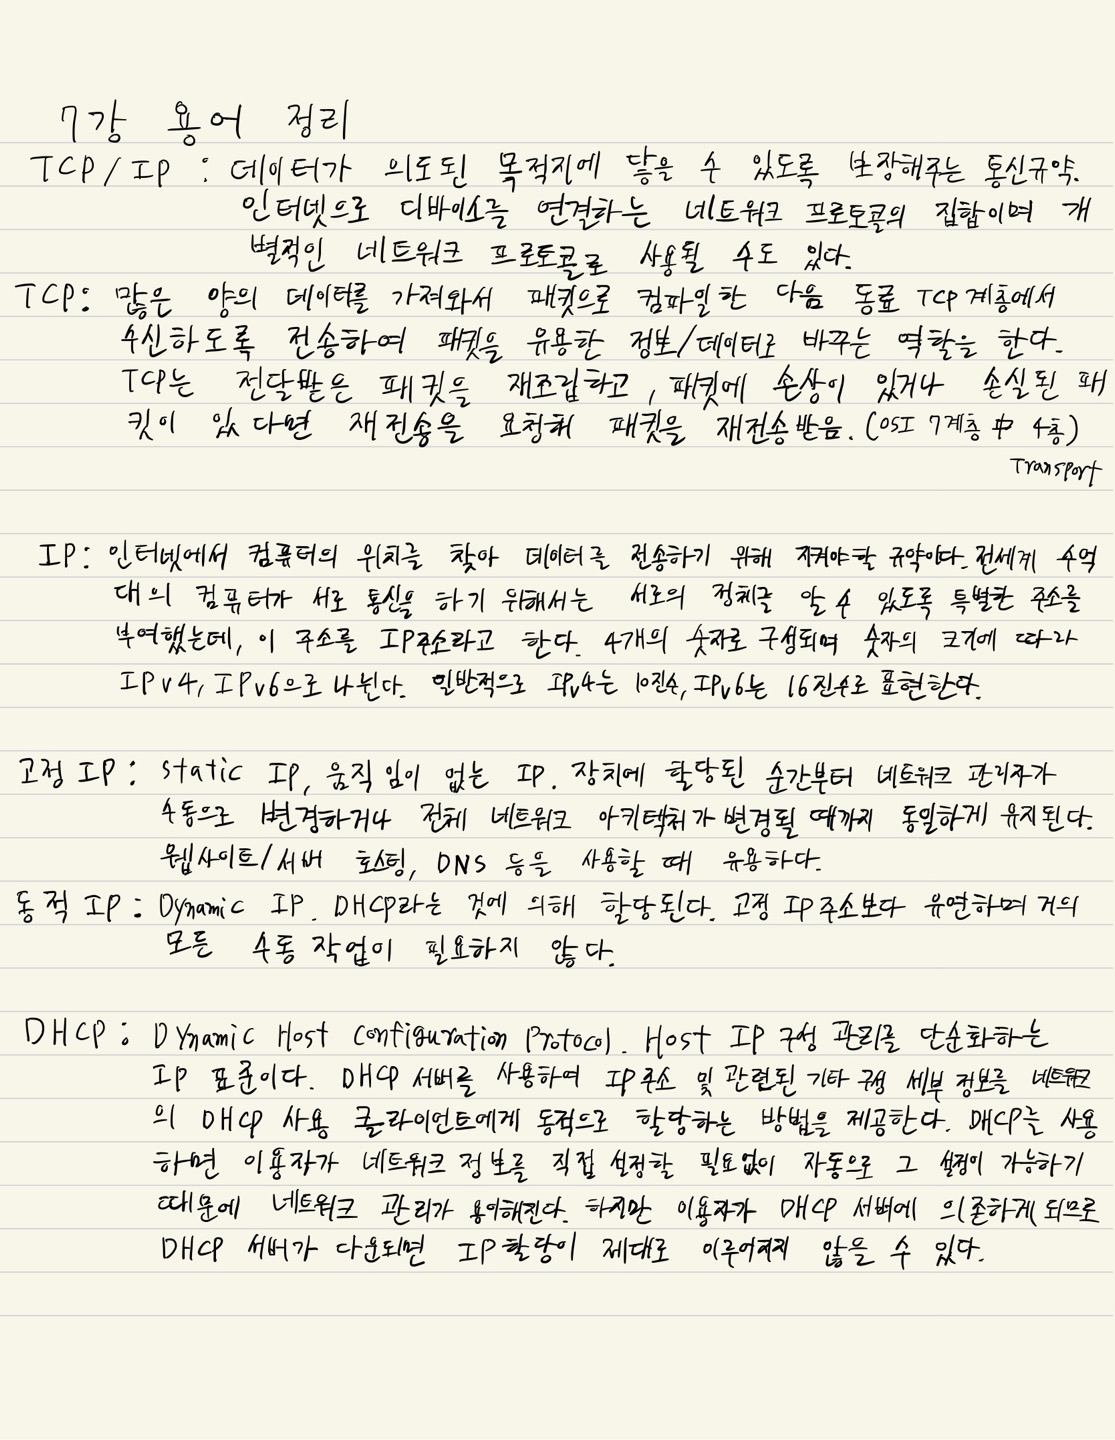 7강 용어 정리
TCP/IP : 데이터가 의도된 목적지에 닿을 수 있도록 보장해주는 통신규약.
인터넷으로 디바이스를 연결하는 네트워크 프로토콜의 집합이며 개
별적인 네트워크 프로토콜로 사용될 수도 있다.
TCP: 많은 양의 데이터를 가져와서 패킷으로 컴파일한 다음 동료 TCP 계층에서
수신하도록 전송하여 패킷을 유용한 정보/데이터로 바꾸는 역할을 한다.
TCP는 전달받은 패킷을 재조립하고, 패킷에 손상이 있거나 손실된 패
킷이 있다면 재전송을 요청해 패킷을 재전송받음. (OSI 7계층 中 4층)
Transport
IP: 인터넷에서 컴퓨터의 위치를 찾아 데이터를 전송하기 위해 지켜야할 규약이다. 전세계 수억
대의 컴퓨터가 서로 통신을 하기 위해서는 서로의 정체를 알 수 있도록 특별한 주소를
부여했는데, 이 주소를 IP주소라고 한다. 4개의 숫자로 구성되며 숫자의 크기에 따라
IPv4, IPv6으로 나뉜다. 일반적으로 IPv4는 10진수, IPv6는 16진수로 표현한다.
고정 IP: static IP, 움직임이 없는 IP. 장치에 할당된 순간부터 네트워크 관리자가
수동으로 변경하거나 전체 네트워크 아키텍처가 변경될 때까지 동일하게 유지된다.
웹사이트/서버 호스팅, DNS 등을 사용할 때 유용하다.
동적 IP: Dynamic IP. DHCP라는 것에 의해 할당된다. 고정 IP주소보다 유연하며 거의
모든 수동 작업이 필요하지 않다.
DHCP: Dynamic Host Configuration Protocol. Host IP 구성 관리를 단순화하는
IP 표준이다. DHCP 서버를 사용하여 IP주소 및 관련된 기타 구성 세부 정보를 네트워크
의 DHCP 사용 클라이언트에게 동적으로 할당하는 방법을 제공한다. DHCP를 사용
하면 이용자가 네트워크 정보를 직접 설정할 필요없이 자동으로 그 설정이 가능하기
때문에 네트워크 관리가 용이해진다. 하지만 이용자가 DHCP 서버에 의존하게 되므로
DHCP 서버가 다운되면 IP할당이 제대로 이루어지지 않을 수 있다.